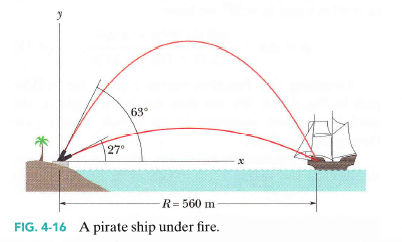 y
63°
27°
x
R = 560 m
FIG. 4-16 A pirate ship under fire.